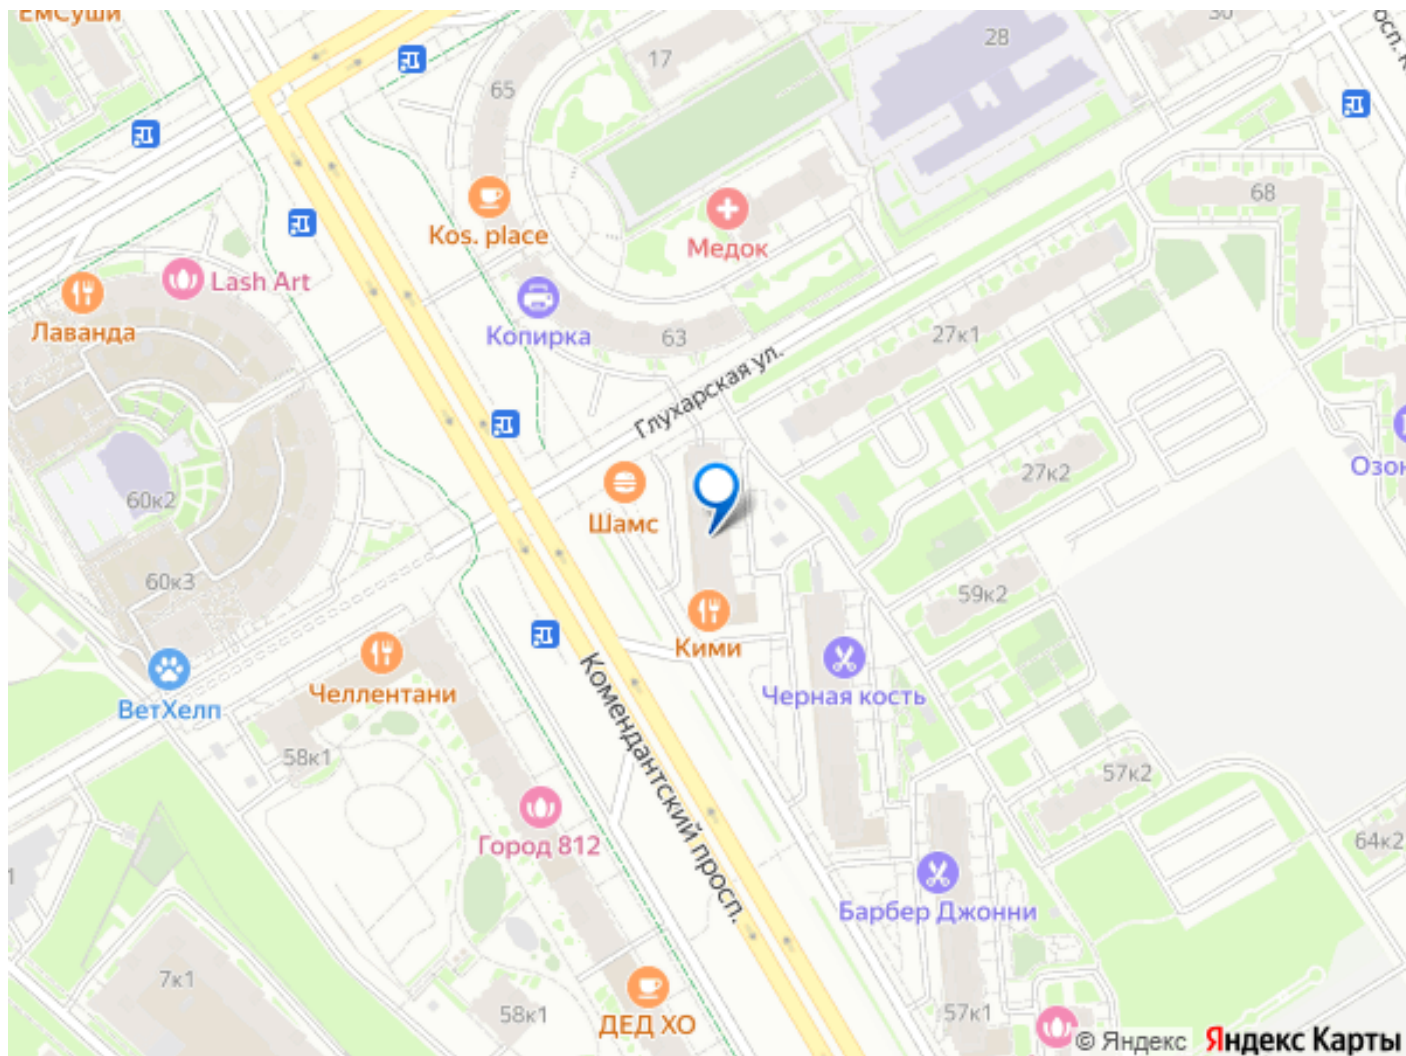 ЕмСуши
28
17
65
Kos. place
Медок
68
Lash Art
Лаванда
Копирка
63
27к1
Глухарская ул.
Шамс
27к2
60к2
60к3
59к2
Кими
Челлентани
ВетХелп
Черная кость
58к1
Комендантский просп.
57к2
Город 812
64к2
Барбер Джонни
7к1
58к1
ДЕД ХО
57к1
© Яндекс Яндекс Карты